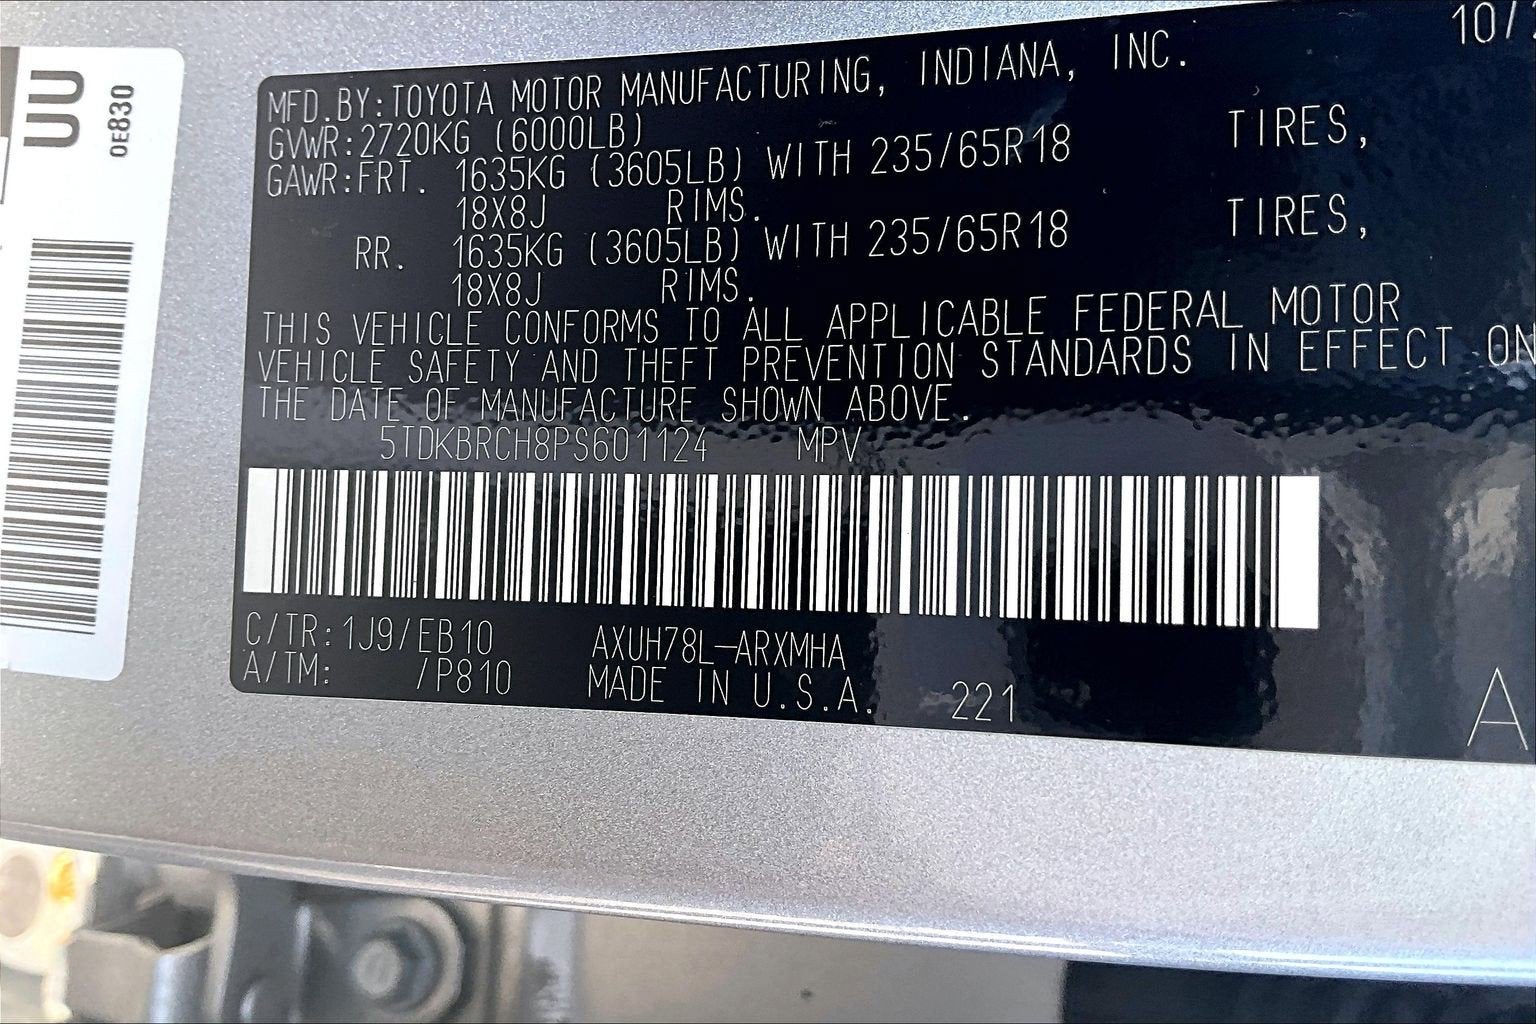 UU
OE830
10/
MFD.BY:TOYOTA MOTOR MANUFACTURING, INDIANA, INC.
GVWR:2720KG (6000LB)
GAWR:FRT. 1635KG (3605LB) WITH 235/65R18 TIRES,
18X8J RIMS.
RR. 1635KG (3605LB) WITH 235/65R18 TIRES,
18X8J RIMS.
THIS VEHICLE CONFORMS TO ALL APPLICABLE FEDERAL MOTOR
VEHICLE SAFETY AND THEFT PREVENTION STANDARDS IN EFFECT ON
THE DATE OF MANUFACTURE SHOWN ABOVE.
5TDKBRCH8PS601124 MPV
C/TR:1J9/EB10 AXUH78L-ARXMHA
A/TM: /P810 MADE IN U.S.A. 221
A